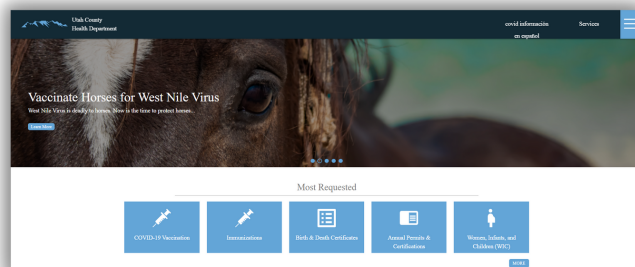 Utah County
Health Department
covid información
en español
Services
Vaccinate Horses for West Nile Virus
West Nile Virus is deadly to horses. Now is the time to protect horses...
Learn More
Most Requested
COVID-19 Vaccination
Immunizations
Birth & Death Certificates
Annual Permits &
Certifications
Women, Infants, and
Children (WIC)
MORE